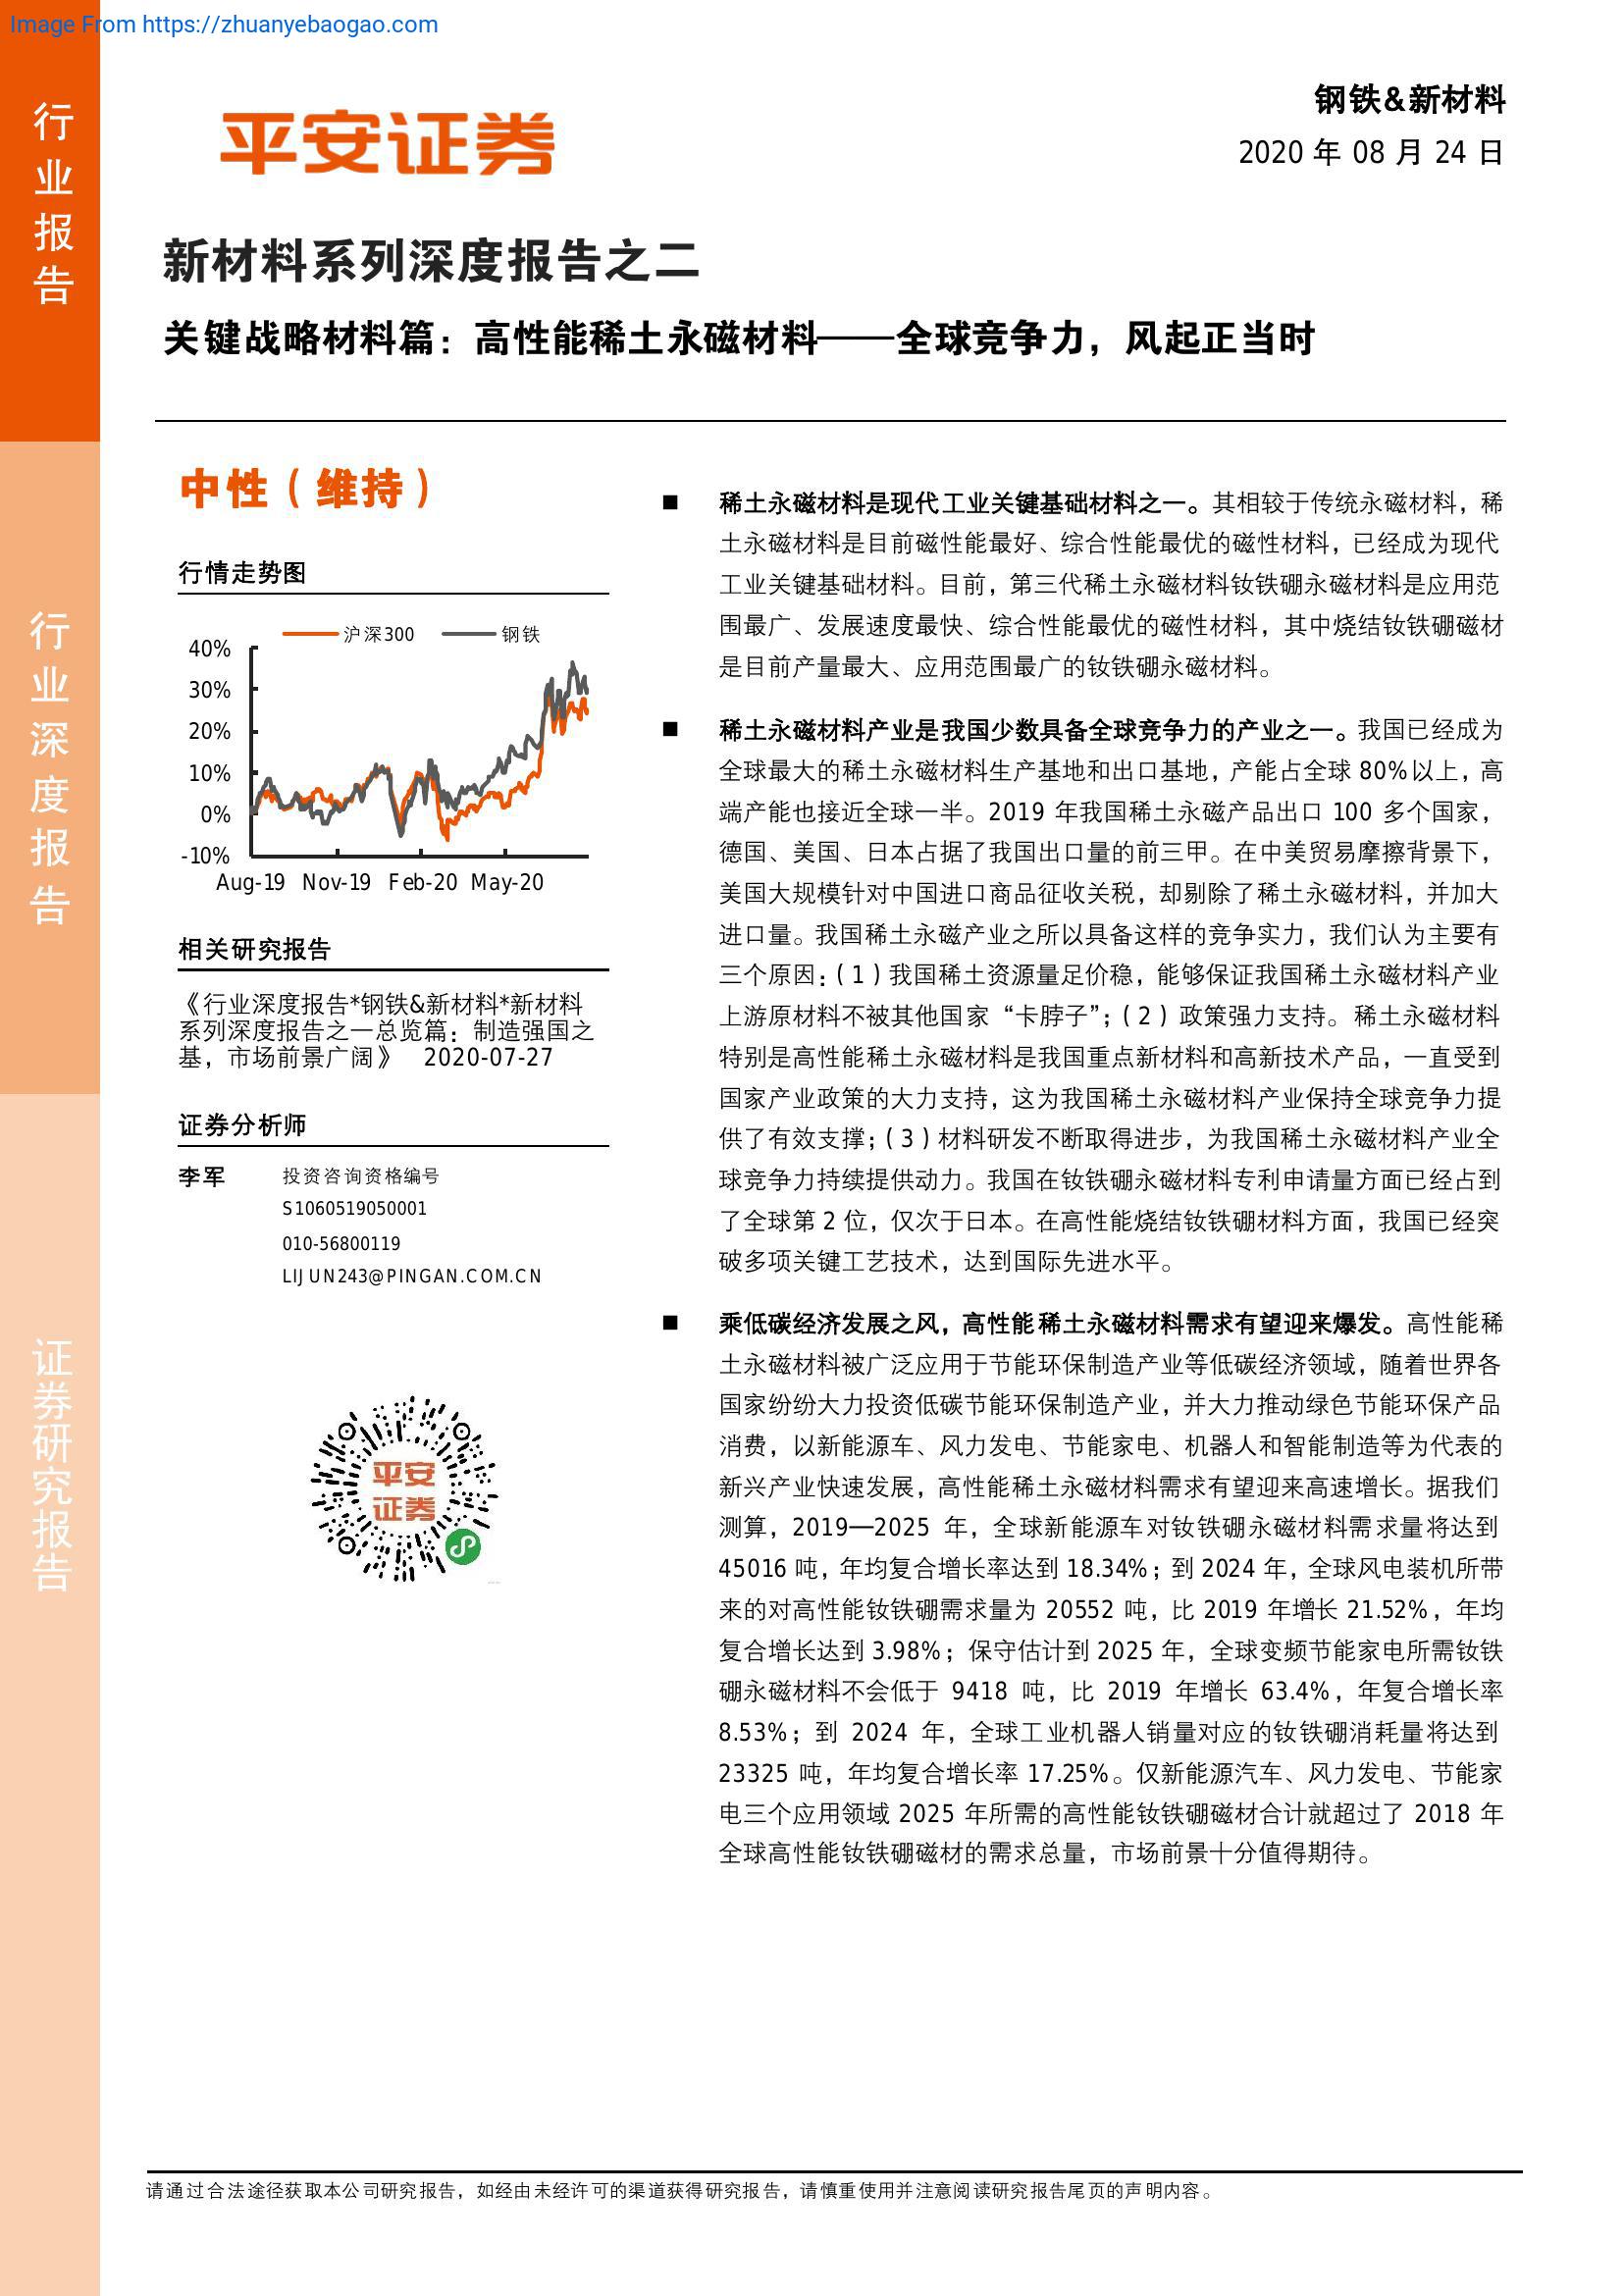 Image From https://zhuanyebaogao.com
行业报告
行业深度报告
证券研究报告
平安证券
钢铁&新材料
2020 年 08 月 24 日
新材料系列深度报告之二
关键战略材料篇：高性能稀土永磁材料——全球竞争力，风起正当时
中性（维持）
行情走势图
沪深300 钢铁
40%
30%
20%
10%
0%
-10%
Aug-19 Nov-19 Feb-20 May-20
相关研究报告
《行业深度报告*钢铁&新材料*新材料
系列深度报告之一总览篇：制造强国之
基，市场前景广阔》 2020-07-27
证券分析师
李军 投资咨询资格编号
S1060519050001
010-56800119
LIJUN243@PINGAN.COM.CN
平安
证券
■ 稀土永磁材料是现代工业关键基础材料之一。其相较于传统永磁材料，稀
土永磁材料是目前磁性能最好、综合性能最优的磁性材料，已经成为现代
工业关键基础材料。目前，第三代稀土永磁材料钕铁硼永磁材料是应用范
围最广、发展速度最快、综合性能最优的磁性材料，其中烧结钕铁硼磁材
是目前产量最大、应用范围最广的钕铁硼永磁材料。
■ 稀土永磁材料产业是我国少数具备全球竞争力的产业之一。我国已经成为
全球最大的稀土永磁材料生产基地和出口基地，产能占全球 80%以上，高
端产能也接近全球一半。2019 年我国稀土永磁产品出口 100 多个国家，
德国、美国、日本占据了我国出口量的前三甲。在中美贸易摩擦背景下，
美国大规模针对中国进口商品征收关税，却剔除了稀土永磁材料，并加大
进口量。我国稀土永磁产业之所以具备这样的竞争实力，我们认为主要有
三个原因：（1）我国稀土资源量足价稳，能够保证我国稀土永磁材料产业
上游原材料不被其他国家“卡脖子”；（2）政策强力支持。稀土永磁材料
特别是高性能稀土永磁材料是我国重点新材料和高新技术产品，一直受到
国家产业政策的大力支持，这为我国稀土永磁材料产业保持全球竞争力提
供了有效支撑；（3）材料研发不断取得进步，为我国稀土永磁材料产业全
球竞争力持续提供动力。我国在钕铁硼永磁材料专利申请量方面已经占到
了全球第 2 位，仅次于日本。在高性能烧结钕铁硼材料方面，我国已经突
破多项关键工艺技术，达到国际先进水平。
■ 乘低碳经济发展之风，高性能稀土永磁材料需求有望迎来爆发。高性能稀
土永磁材料被广泛应用于节能环保制造产业等低碳经济领域，随着世界各
国家纷纷大力投资低碳节能环保制造产业，并大力推动绿色节能环保产品
消费，以新能源车、风力发电、节能家电、机器人和智能制造等为代表的
新兴产业快速发展，高性能稀土永磁材料需求有望迎来高速增长。据我们
测算，2019—2025 年，全球新能源车对钕铁硼永磁材料需求量将达到
45016 吨，年均复合增长率达到 18.34%；到 2024 年，全球风电装机所带
来的对高性能钕铁硼需求量为 20552 吨，比 2019 年增长 21.52%，年均
复合增长达到 3.98%；保守估计到 2025 年，全球变频节能家电所需钕铁
硼永磁材料不会低于 9418 吨，比 2019 年增长 63.4%，年复合增长率
8.53%；到 2024 年，全球工业机器人销量对应的钕铁硼消耗量将达到
23325 吨，年均复合增长率 17.25%。仅新能源汽车、风力发电、节能家
电三个应用领域 2025 年所需的高性能钕铁硼磁材合计就超过了 2018 年
全球高性能钕铁硼磁材的需求总量，市场前景十分值得期待。
请通过合法途径获取本公司研究报告，如经由未经许可的渠道获得研究报告，请慎重使用并注意阅读研究报告尾页的声明内容。